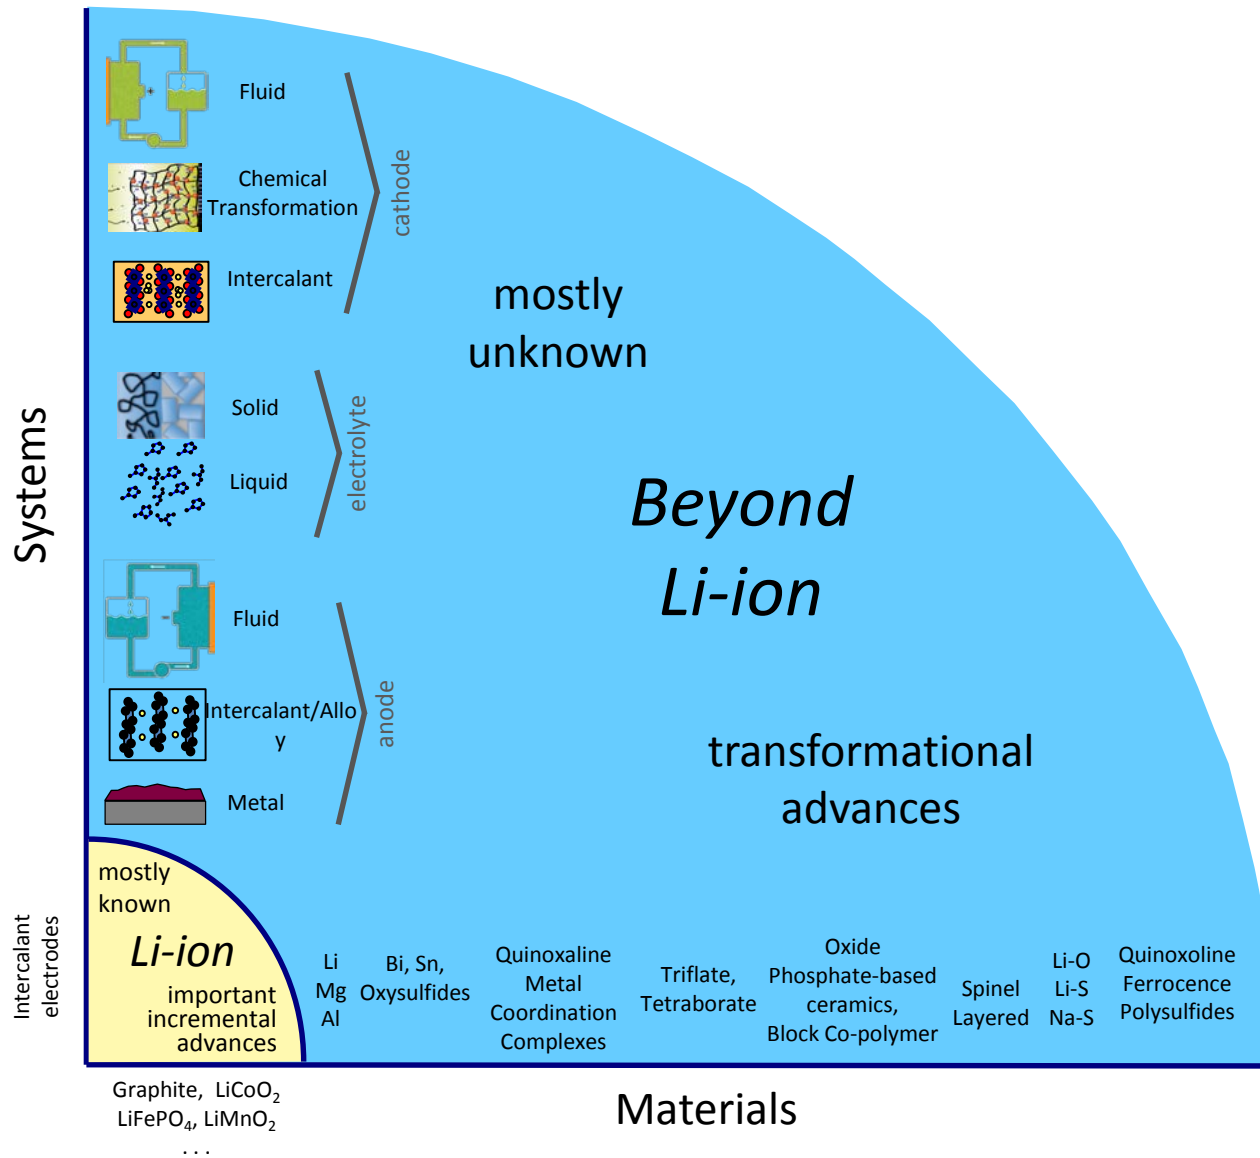 Fluid
Chemical
Transformation
Intercalant
cathode
Solid
Liquid
electrolyte
Fluid
Intercalant/Allo
y
Metal
anode
Systems
mostly
unknown
Beyond
Li-ion
transformational
advances
mostly
known
Li-ion
important
incremental
advances
Intercalant
electrodes
Li
Mg
Al
Bi, Sn,
Oxysulfides
Quinoxaline
Metal
Coordination
Complexes
Triflate,
Tetraborate
Oxide
Phosphate-based
ceramics,
Block Co-polymer
Spinel
Layered
Li-O
Li-S
Na-S
Quinoxoline
Ferrocence
Polysulfides
Graphite, LiCoO₂
LiFePO₄, LiMnO₂
. . .
Materials